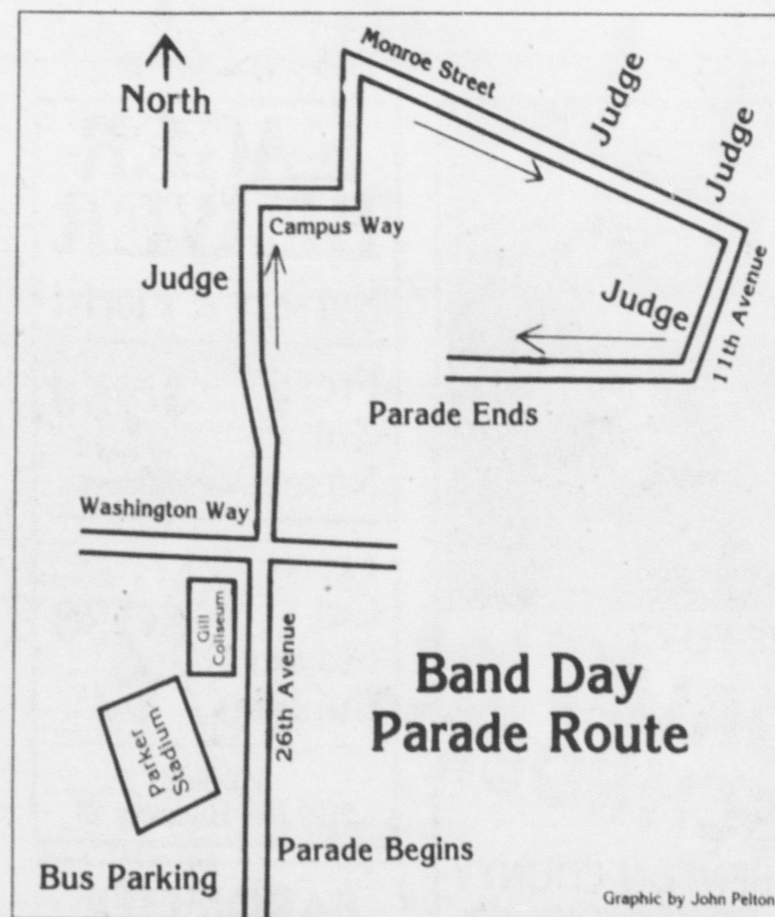 North
Monroe Street
Judge
Judge
Campus Way
Judge
Judge
11th Avenue
Parade Ends
Washington Way
Gill
Coliseum
26th Avenue
Parker
Stadium
Band Day
Parade Route
Parade Begins
Bus Parking
Graphic by John Pelton